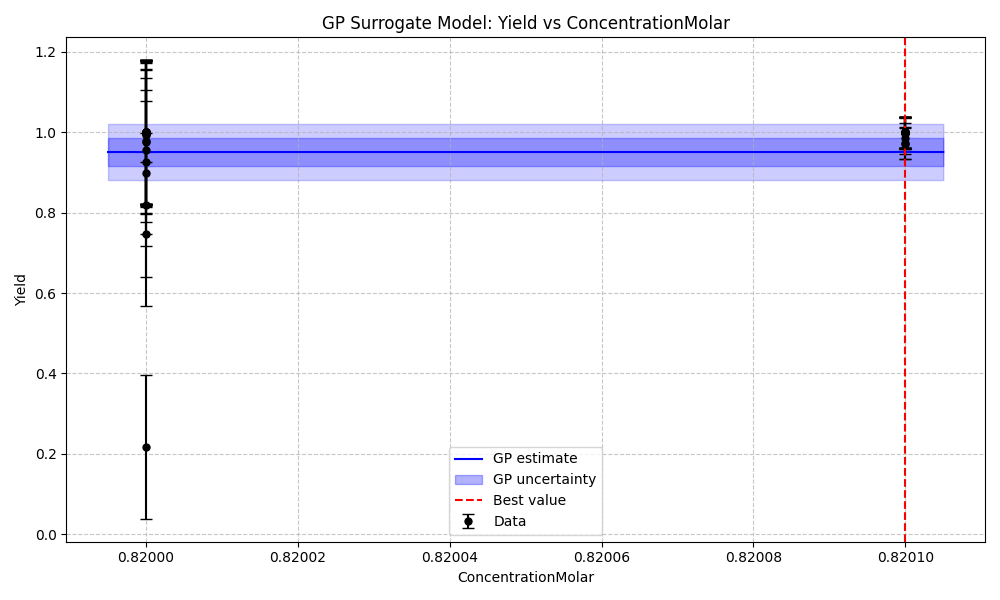 GP Surrogate Model: Yield vs ConcentrationMolar
1.2
1.0
0.8
0.6
0.4
0.2
0.0
Yield
GP estimate
GP uncertainty
Best value
Data
0.82000
0.82002
0.82004
0.82006
0.82008
0.82010
ConcentrationMolar